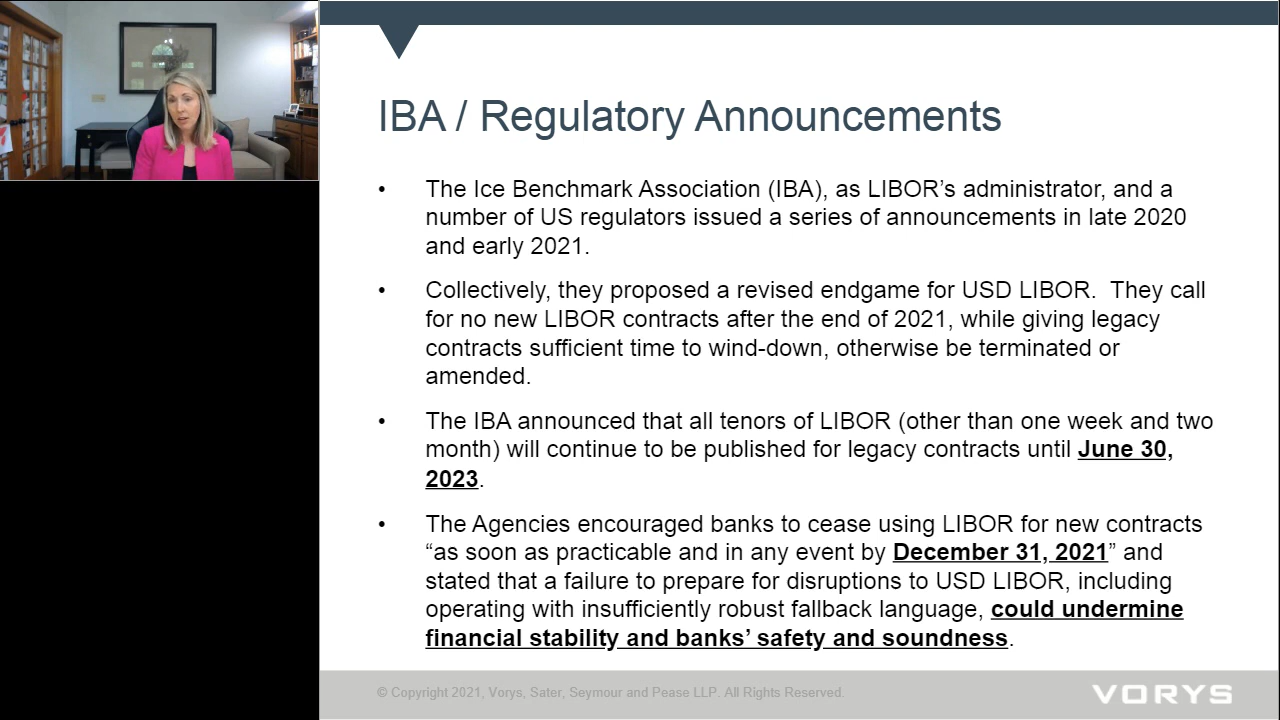 IBA / Regulatory Announcements
• The Ice Benchmark Association (IBA), as LIBOR's administrator, and a
number of US regulators issued a series of announcements in late 2020
and early 2021.
• Collectively, they proposed a revised endgame for USD LIBOR.  They call
for no new LIBOR contracts after the end of 2021, while giving legacy
contracts sufficient time to wind-down, otherwise be terminated or
amended.
• The IBA announced that all tenors of LIBOR (other than one week and two
month) will continue to be published for legacy contracts until June 30,
2023.
• The Agencies encouraged banks to cease using LIBOR for new contracts
“as soon as practicable and in any event by December 31, 2021” and
stated that a failure to prepare for disruptions to USD LIBOR, including
operating with insufficiently robust fallback language, could undermine
financial stability and banks’ safety and soundness.
© Copyright 2021, Vorys, Sater, Seymour and Pease LLP. All Rights Reserved.
VORYS